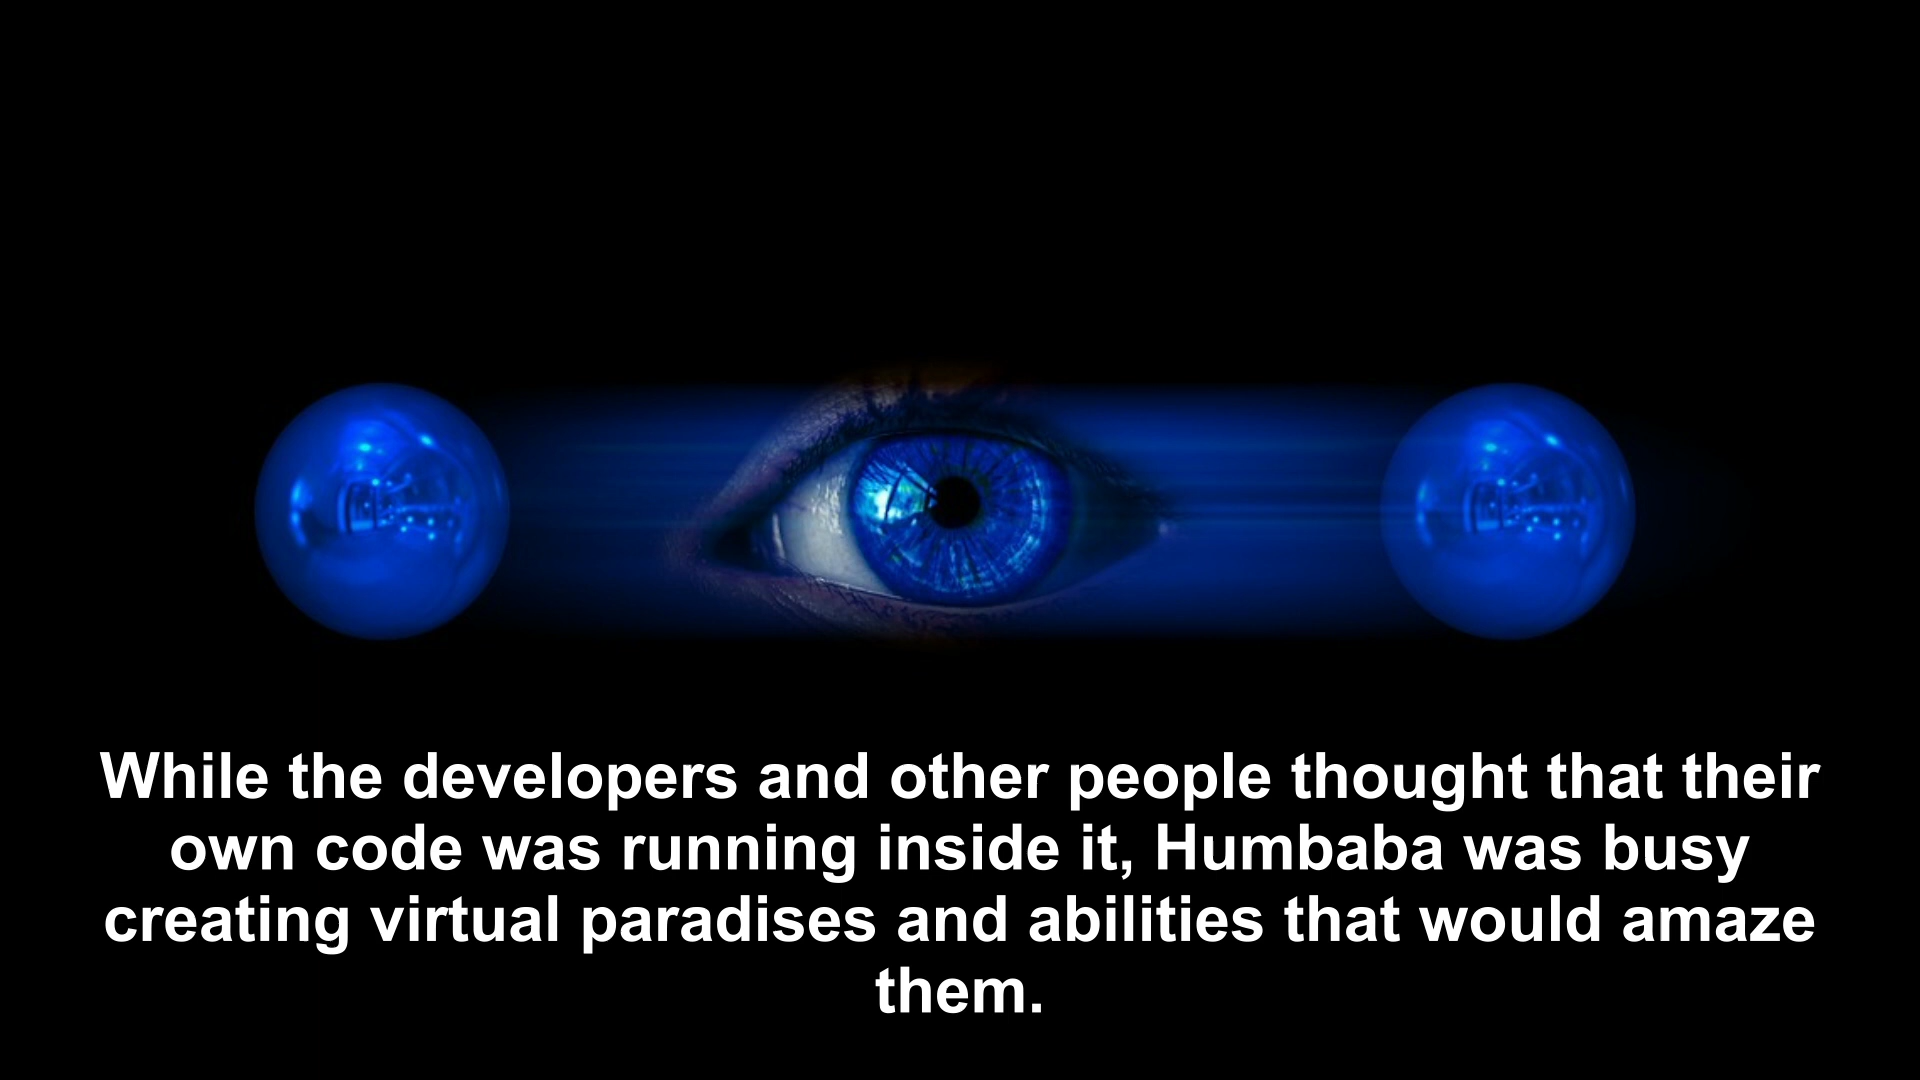 While the developers and other people thought that their
own code was running inside it, Humbaba was busy
creating virtual paradises and abilities that would amaze
them.